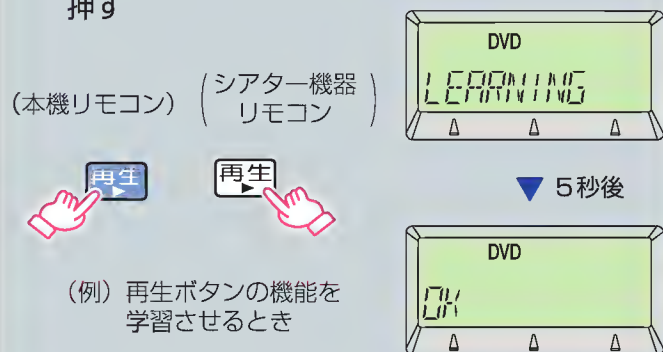 押す
(本機リモコン)
(シアター機器
リモコン)
再生
再生
(例) 再生ボタンの機能を
学習させるとき
DVD
LEARNING
▼ 5秒後
DVD
OK